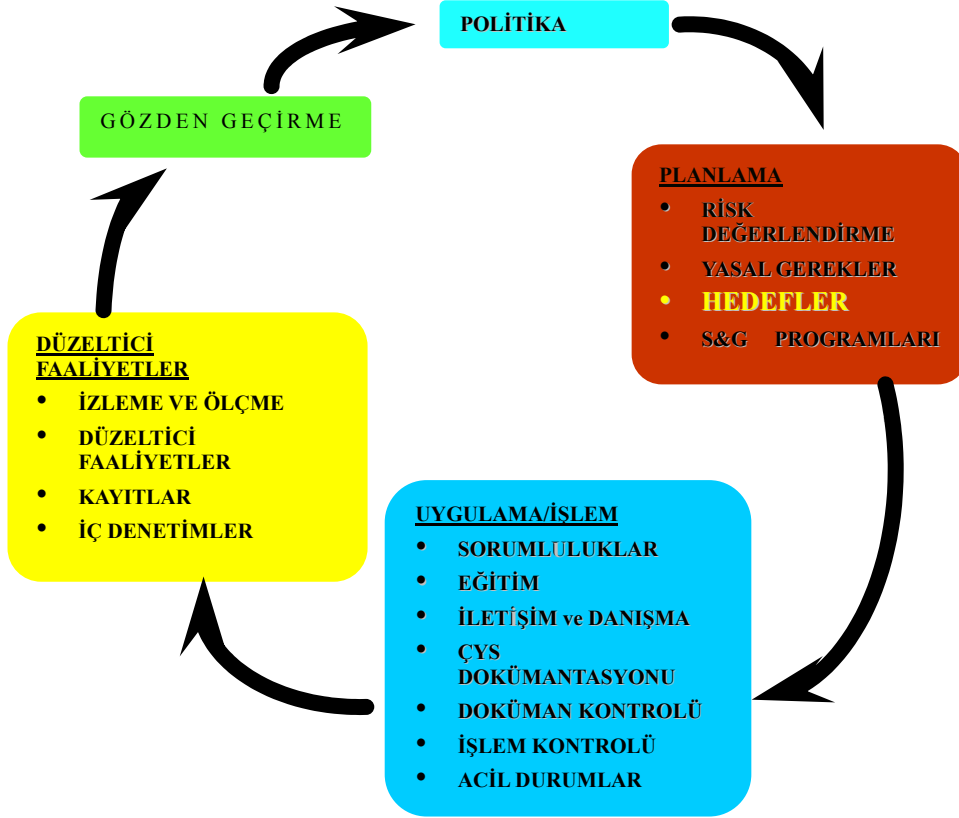 POLİTİKA
GÖZDEN GEÇİRME
PLANLAMA
• RİSK
DEĞERLENDİRME
• YASAL GEREKLER
• HEDEFLER
• S&G PROGRAMLARI
DÜZELTİCİ
FAALİYETLER
• İZLEME VE ÖLÇME
• DÜZELTİCİ
FAALİYETLER
• KAYITLAR
• İÇ DENETİMLER
UYGULAMA/İŞLEM
• SORUMLULUKLAR
• EĞİTİM
• İLETİŞİM ve DANIŞMA
• ÇYS
DOKÜMANTASYONU
• DOKÜMAN KONTROLÜ
• İŞLEM KONTROLÜ
• ACİL DURUMLAR